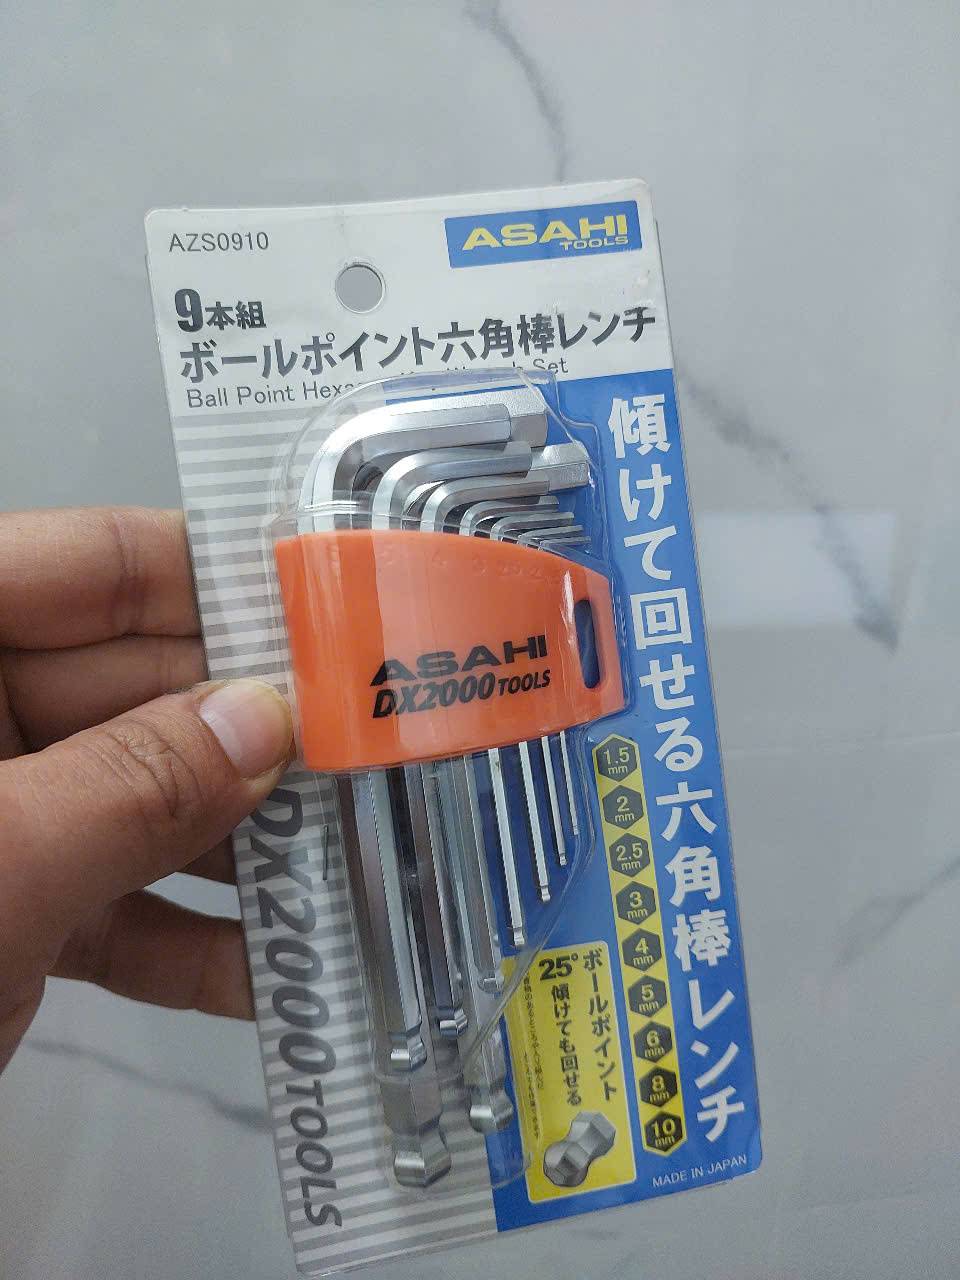 AZS0910
ASAHI
TOOLS
9本組
ボールポイント六角棒レンチ
Ball Point Set
傾けて回せる六角棒レンチ
ASAHI
DX2000 TOOLS
1.5
mm
2
mm
2.5
mm
3
mm
4
mm
5
mm
6
mm
8
mm
10
mm
ボールポイント
25°傾けても回せる
DX2000TOOLS
MADE IN JAPAN